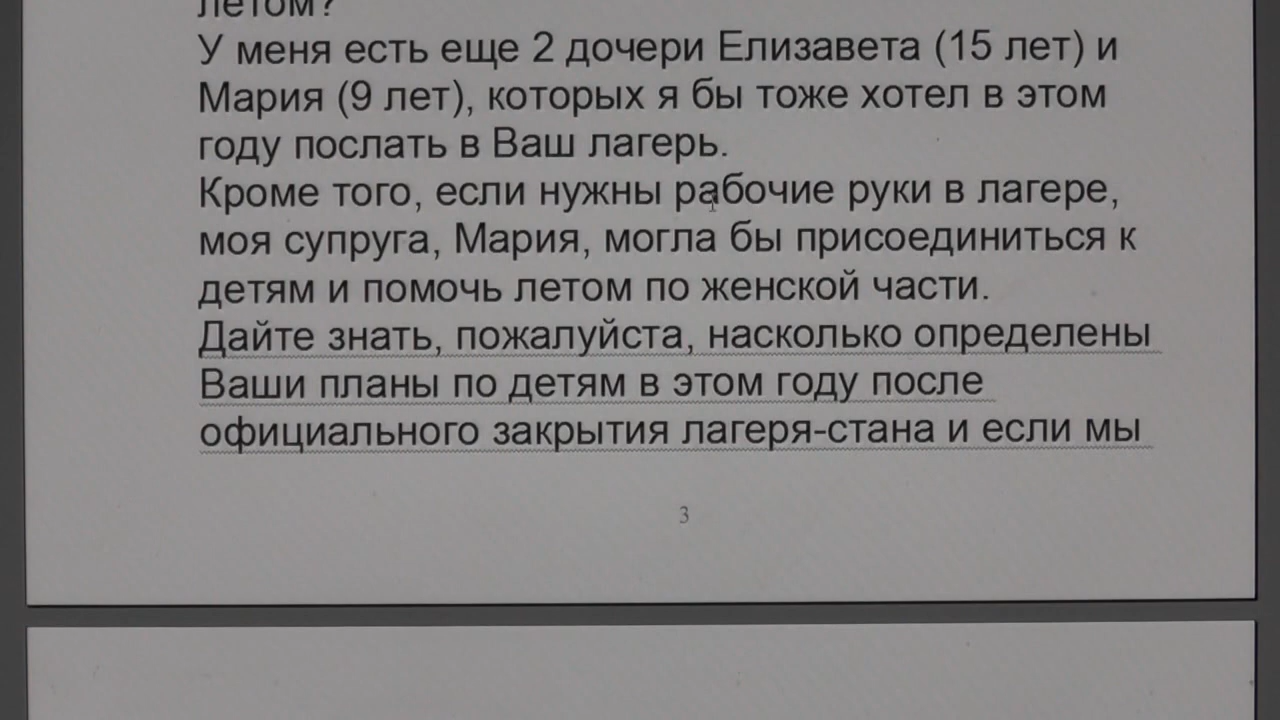 летом?
У меня есть еще 2 дочери Елизавета (15 лет) и
Мария (9 лет), которых я бы тоже хотел в этом
году послать в Ваш лагерь.
Кроме того, если нужны рабочие руки в лагере,
моя супруга, Мария, могла бы присоединиться к
детям и помочь летом по женской части.
Дайте знать, пожалуйста, насколько определены
Ваши планы по детям в этом году после
официального закрытия лагеря-стана и если мы
3